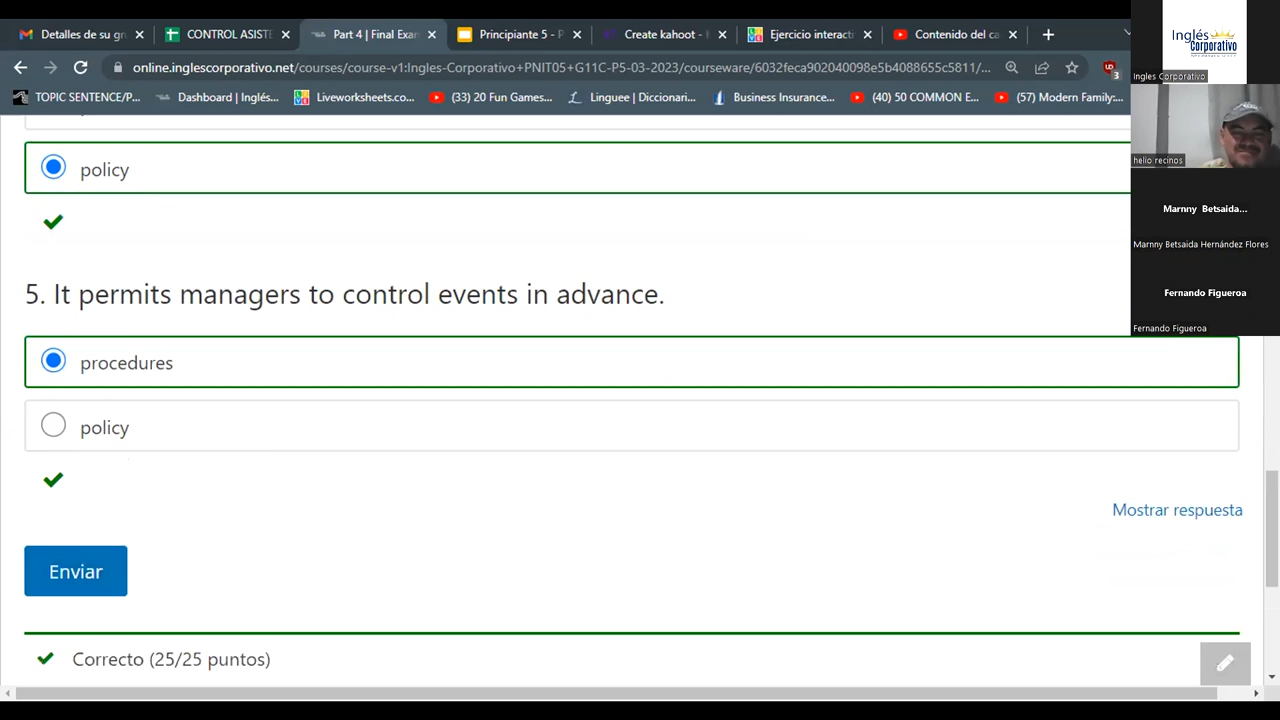 Detalles de su gr
CONTROL ASISTE
Part 4 | Final Exar
Principiante 5 - P
Create kahoot -
Ejercicio interacti
Contenido del ca
online.inglescorporativo.net/courses/course-v1:Ingles-Corporativo+PNIT05+G11C-P5-03-2023/courseware/6032feca902040098e5b4088655c5811/...
TOPIC SENTENCE/P...
Dashboard | Inglés...
Liveworksheets.co...
(33) 20 Fun Games...
Linguee | Diccionari...
Business Insurance...
(40) 50 COMMON E...
(57) Modern Family:...
Inglés
Corporativo
Ingles Corporativo
helio recinos
Marnny Betsaida...
Marnny Betsaida Hernández Flores
Fernando Figueroa
Fernando Figueroa
policy
5. It permits managers to control events in advance.
procedures
policy
Mostrar respuesta
Enviar
Correcto (25/25 puntos)